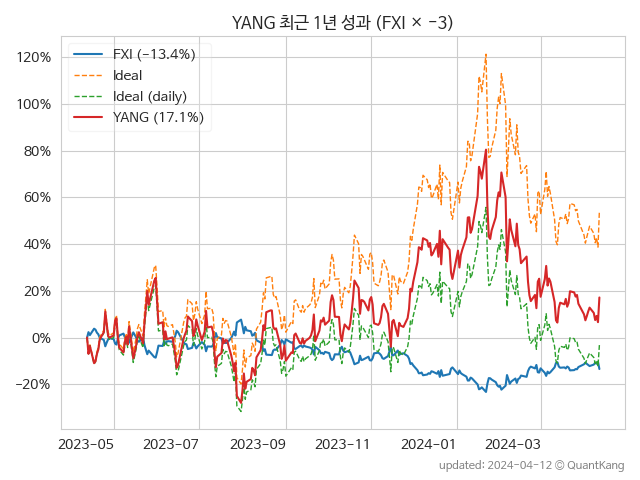 YANG 최근 1년 성과 (FXI × −3)
FXI (−13.4%)
Ideal
Ideal (daily)
YANG (17.1%)
120%
100%
80%
60%
40%
20%
0%
−20%
2023-05 2023-07 2023-09 2023-11 2024-01 2024-03
updated: 2024-04-12 © QuantKang